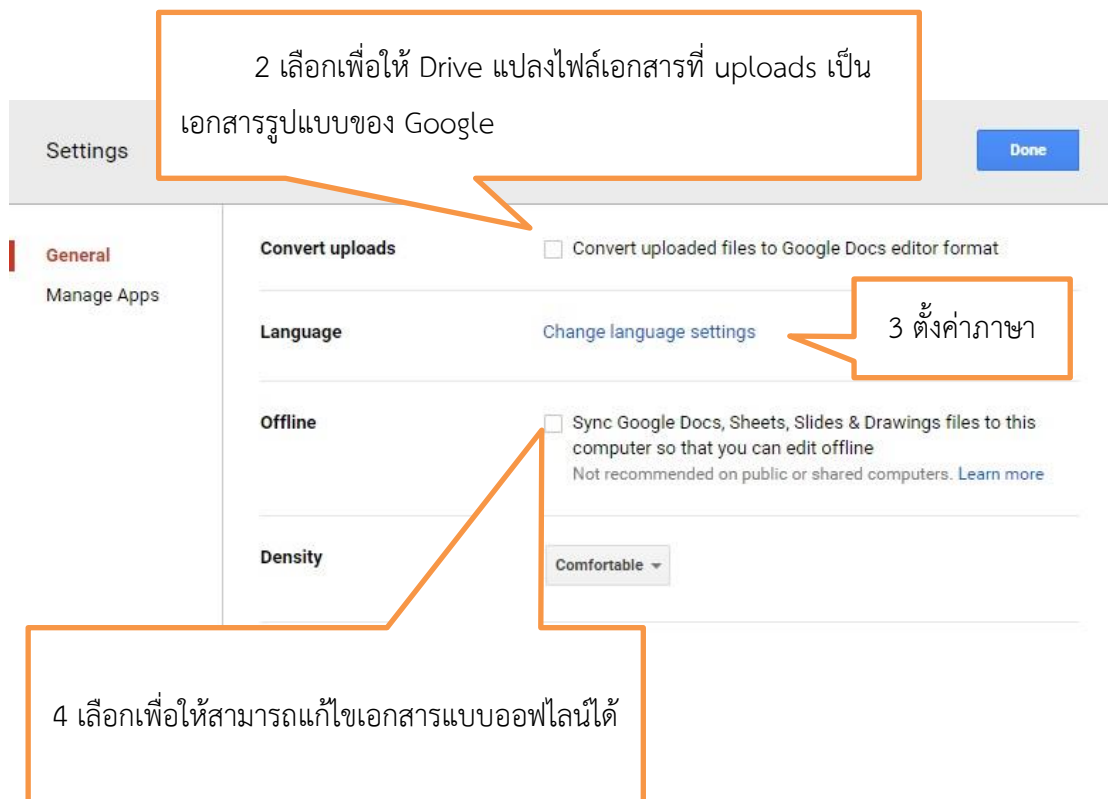 2 เลือกเพื่อให้ Drive แปลงไฟล์เอกสารที่ uploads เป็น
เอกสารรูปแบบของ Google
Settings
Done
General
Manage Apps
Convert uploads
Convert uploaded files to Google Docs editor format
Language
Change language settings
3 ตั้งค่าภาษา
Offline
Sync Google Docs, Sheets, Slides & Drawings files to this
computer so that you can edit offline
Not recommended on public or shared computers. Learn more
Density
Comfortable
4 เลือกเพื่อให้สามารถแก้ไขเอกสารแบบออฟไลน์ได้